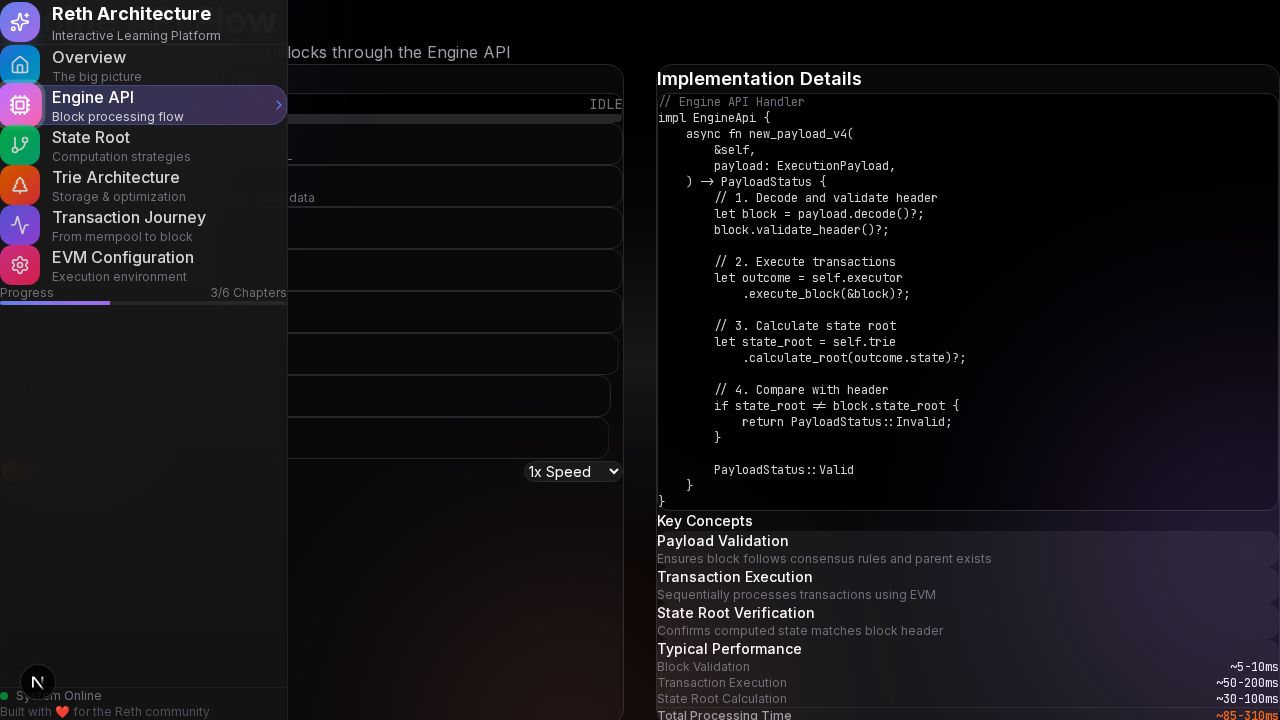 Reth Architecture
Interactive Learning Platform
Overview
The big picture
Engine API
Block processing flow
State Root
Computation strategies
Trie Architecture
Storage & optimization
Transaction Journey
From mempool to block
EVM Configuration
Execution environment
Progress
3/6 Chapters
System Online
Built with ❤️ for the Reth community
locks through the Engine API
IDLE
data
1x Speed
Implementation Details
// Engine API Handler
impl EngineApi {
    async fn new_payload_v4(
        &self,
        payload: ExecutionPayload,
    ) -> PayloadStatus {
        // 1. Decode and validate header
        let block = payload.decode()?;
        block.validate_header()?;
        // 2. Execute transactions
        let outcome = self.executor
            .execute_block(&block)?;
        // 3. Calculate state root
        let state_root = self.trie
            .calculate_root(outcome.state)?;
        // 4. Compare with header
        if state_root != block.state_root {
            return PayloadStatus::Invalid;
        }
        PayloadStatus::Valid
    }
}
Key Concepts
Payload Validation
Ensures block follows consensus rules and parent exists
Transaction Execution
Sequentially processes transactions using EVM
State Root Verification
Confirms computed state matches block header
Typical Performance
Block Validation ~5-10ms
Transaction Execution ~50-200ms
State Root Calculation ~30-100ms
Total Processing Time ~85-310ms